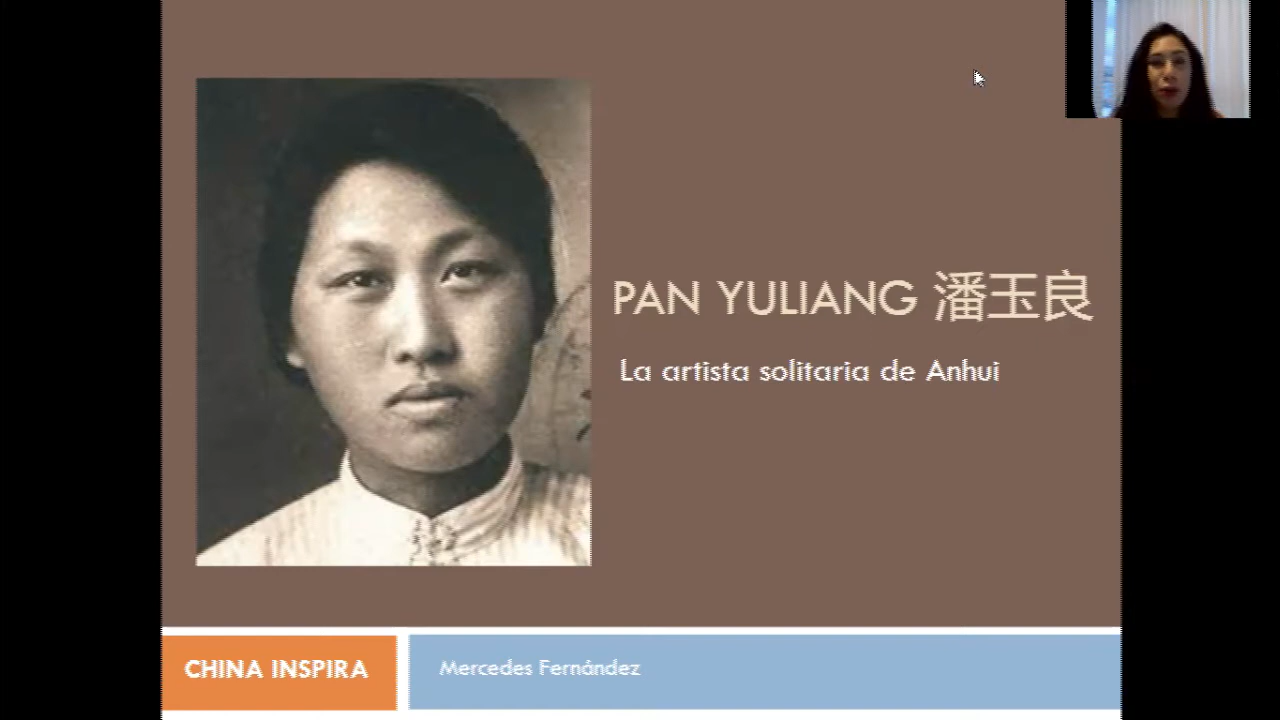 PAN YULIANG 潘玉良
La artista solitaria de Anhui
CHINA INSPIRA
Mercedes Fernández